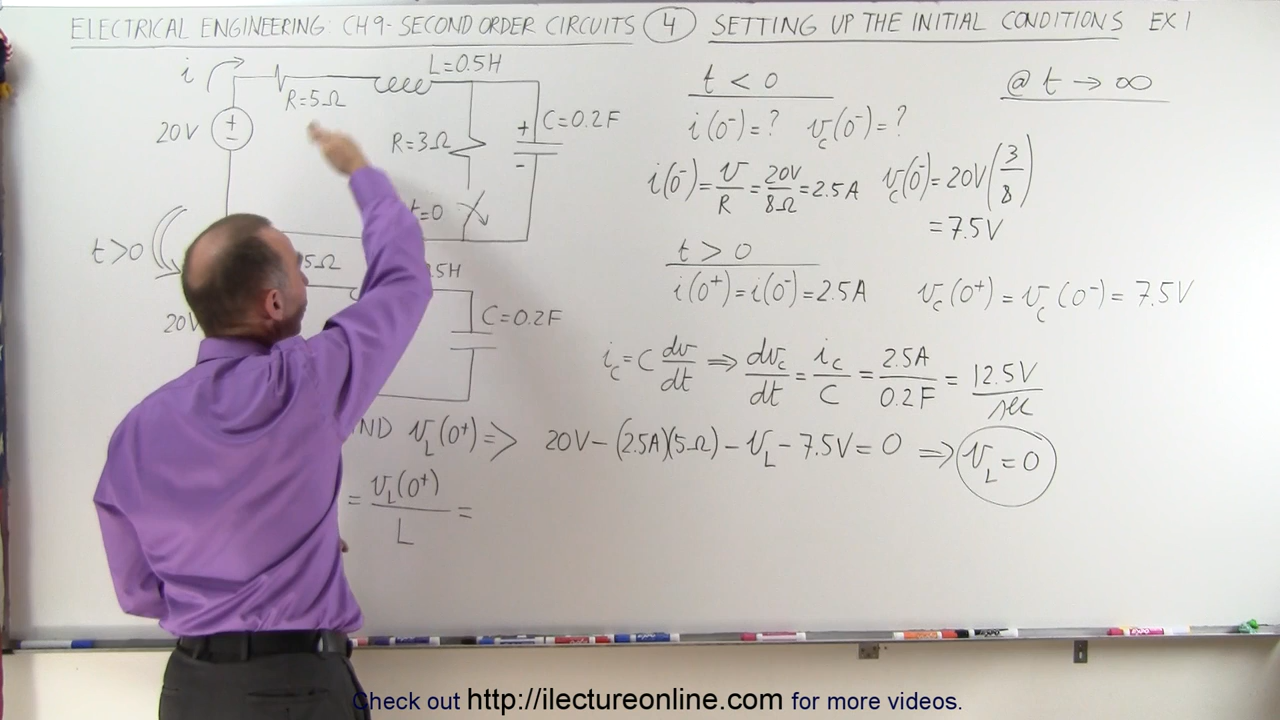 ELECTRICAL ENGINEERING: CH 9 - SECOND ORDER CIRCUITS 4 SETTING UP THE INITIAL CONDITIONS EX 1
i
L=0.5H
R=5Ω
20V
+
-
R=3Ω
+
-
C=0.2F
t=0
t>0
5Ω
.5H
20V
C=0.2F
t < 0
@ t → ∞
i(0⁻)=? v_c(0⁻)=?
i(0⁻)=v/R=20V/8Ω=2.5A v_c(0⁻)=20V(3/8)
=7.5V
t > 0
i(0⁺)=i(0⁻)=2.5A v_c(0⁺)=v_c(0⁻)=7.5V
i_c=C dv/dt ⇒ dv_c/dt = i_c/C = 2.5A/0.2F = 12.5V/sec
ND v_L(0⁺)=> 20V-(2.5A)(5Ω)-v_L-7.5V=0 ⇒ v_L=0
= v_L(0⁺)/L =
Check out http://ilectureonline.com for more videos.